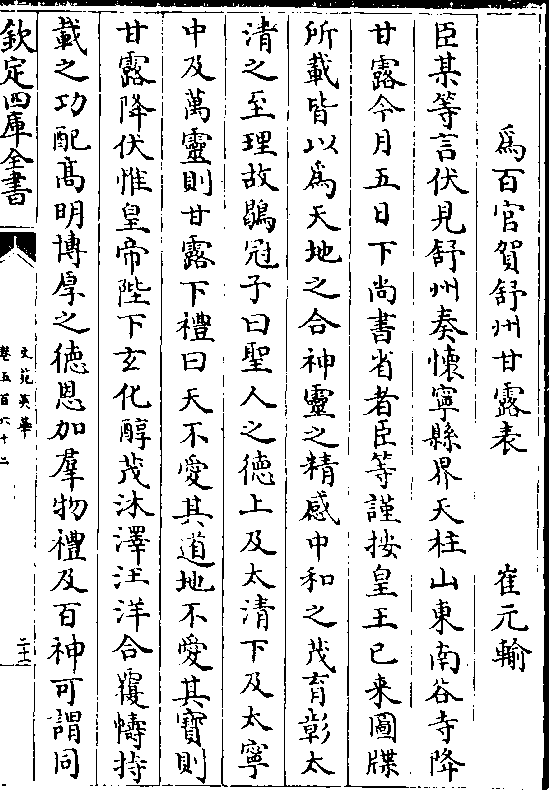 爲百官賀舒州甘露表 崔元輸
臣某等言伏見舒州奏懷寧縣界天柱山東南谷寺降
甘露今月五日下尚書省者臣等謹按皇王已来圖牒
所載皆以爲天地之合神靈之精感中和之茂育彰太
清之至理故鶡冠子曰聖人之徳上及太清下及太寧
中及萬靈則甘露下禮曰天不愛其道地不愛其寳則
甘露降伏惟皇帝陛下玄化醇茂沐澤汪洋合覆幬持
載之功配髙明博厚之徳恩加羣物禮及百神可謂同
欽定四庫全書
文苑英華
卷五百六十二
二十二